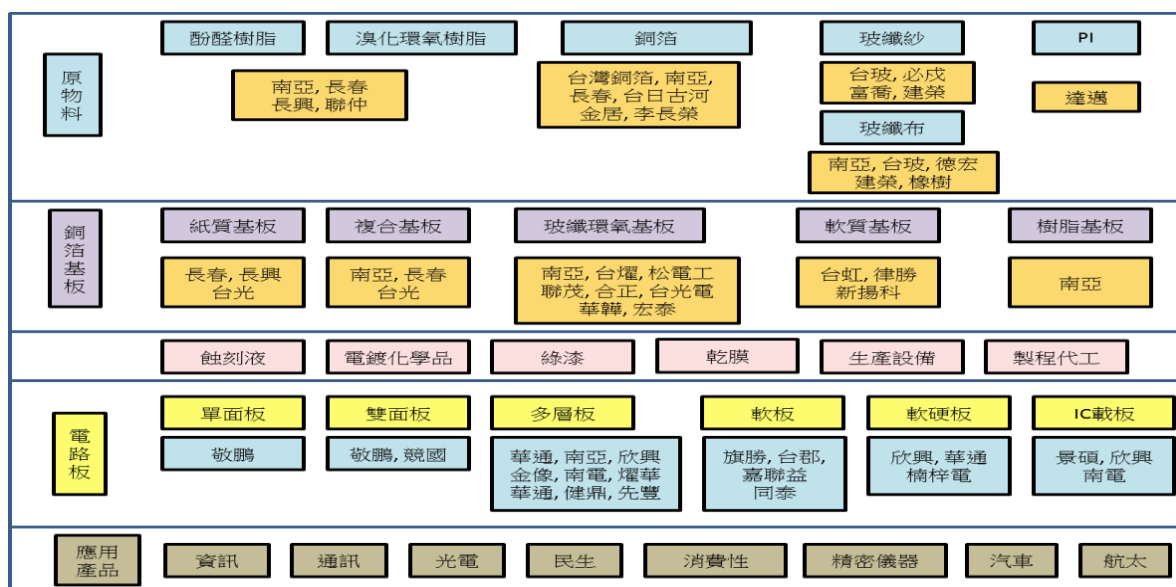 酚醛樹脂
溴化環氧樹脂
銅箔
玻纖紗
PI
原
物
料
南亞, 長春
長興, 聯仲
台灣銅箔, 南亞,
長春, 台日古河
金居, 李長榮
台玻, 必戍
富喬, 建榮
達邁
玻纖布
南亞, 台玻, 德宏
建榮, 橡樹
銅
箔
基
板
紙質基板
複合基板
玻纖環氧基板
軟質基板
樹脂基板
長春, 長興
台光
南亞, 長春
台光
南亞, 台燿, 松電工
聯茂, 合正, 台光電
華韡, 宏泰
台虹, 律勝
新揚科
南亞
蝕刻液
電鍍化學品
綠漆
乾膜
生產設備
製程代工
電
路
板
單面板
雙面板
多層板
軟板
軟硬板
IC載板
敬鵬
敬鵬, 競國
華通, 南亞, 欣興
金像, 南電, 燿華
華通, 健鼎, 先豐
旗勝, 台郡,
嘉聯益
同泰
欣興, 華通
楠梓電
景碩, 欣興
南電
應用
產品
資訊
通訊
光電
民生
消費性
精密儀器
汽車
航太